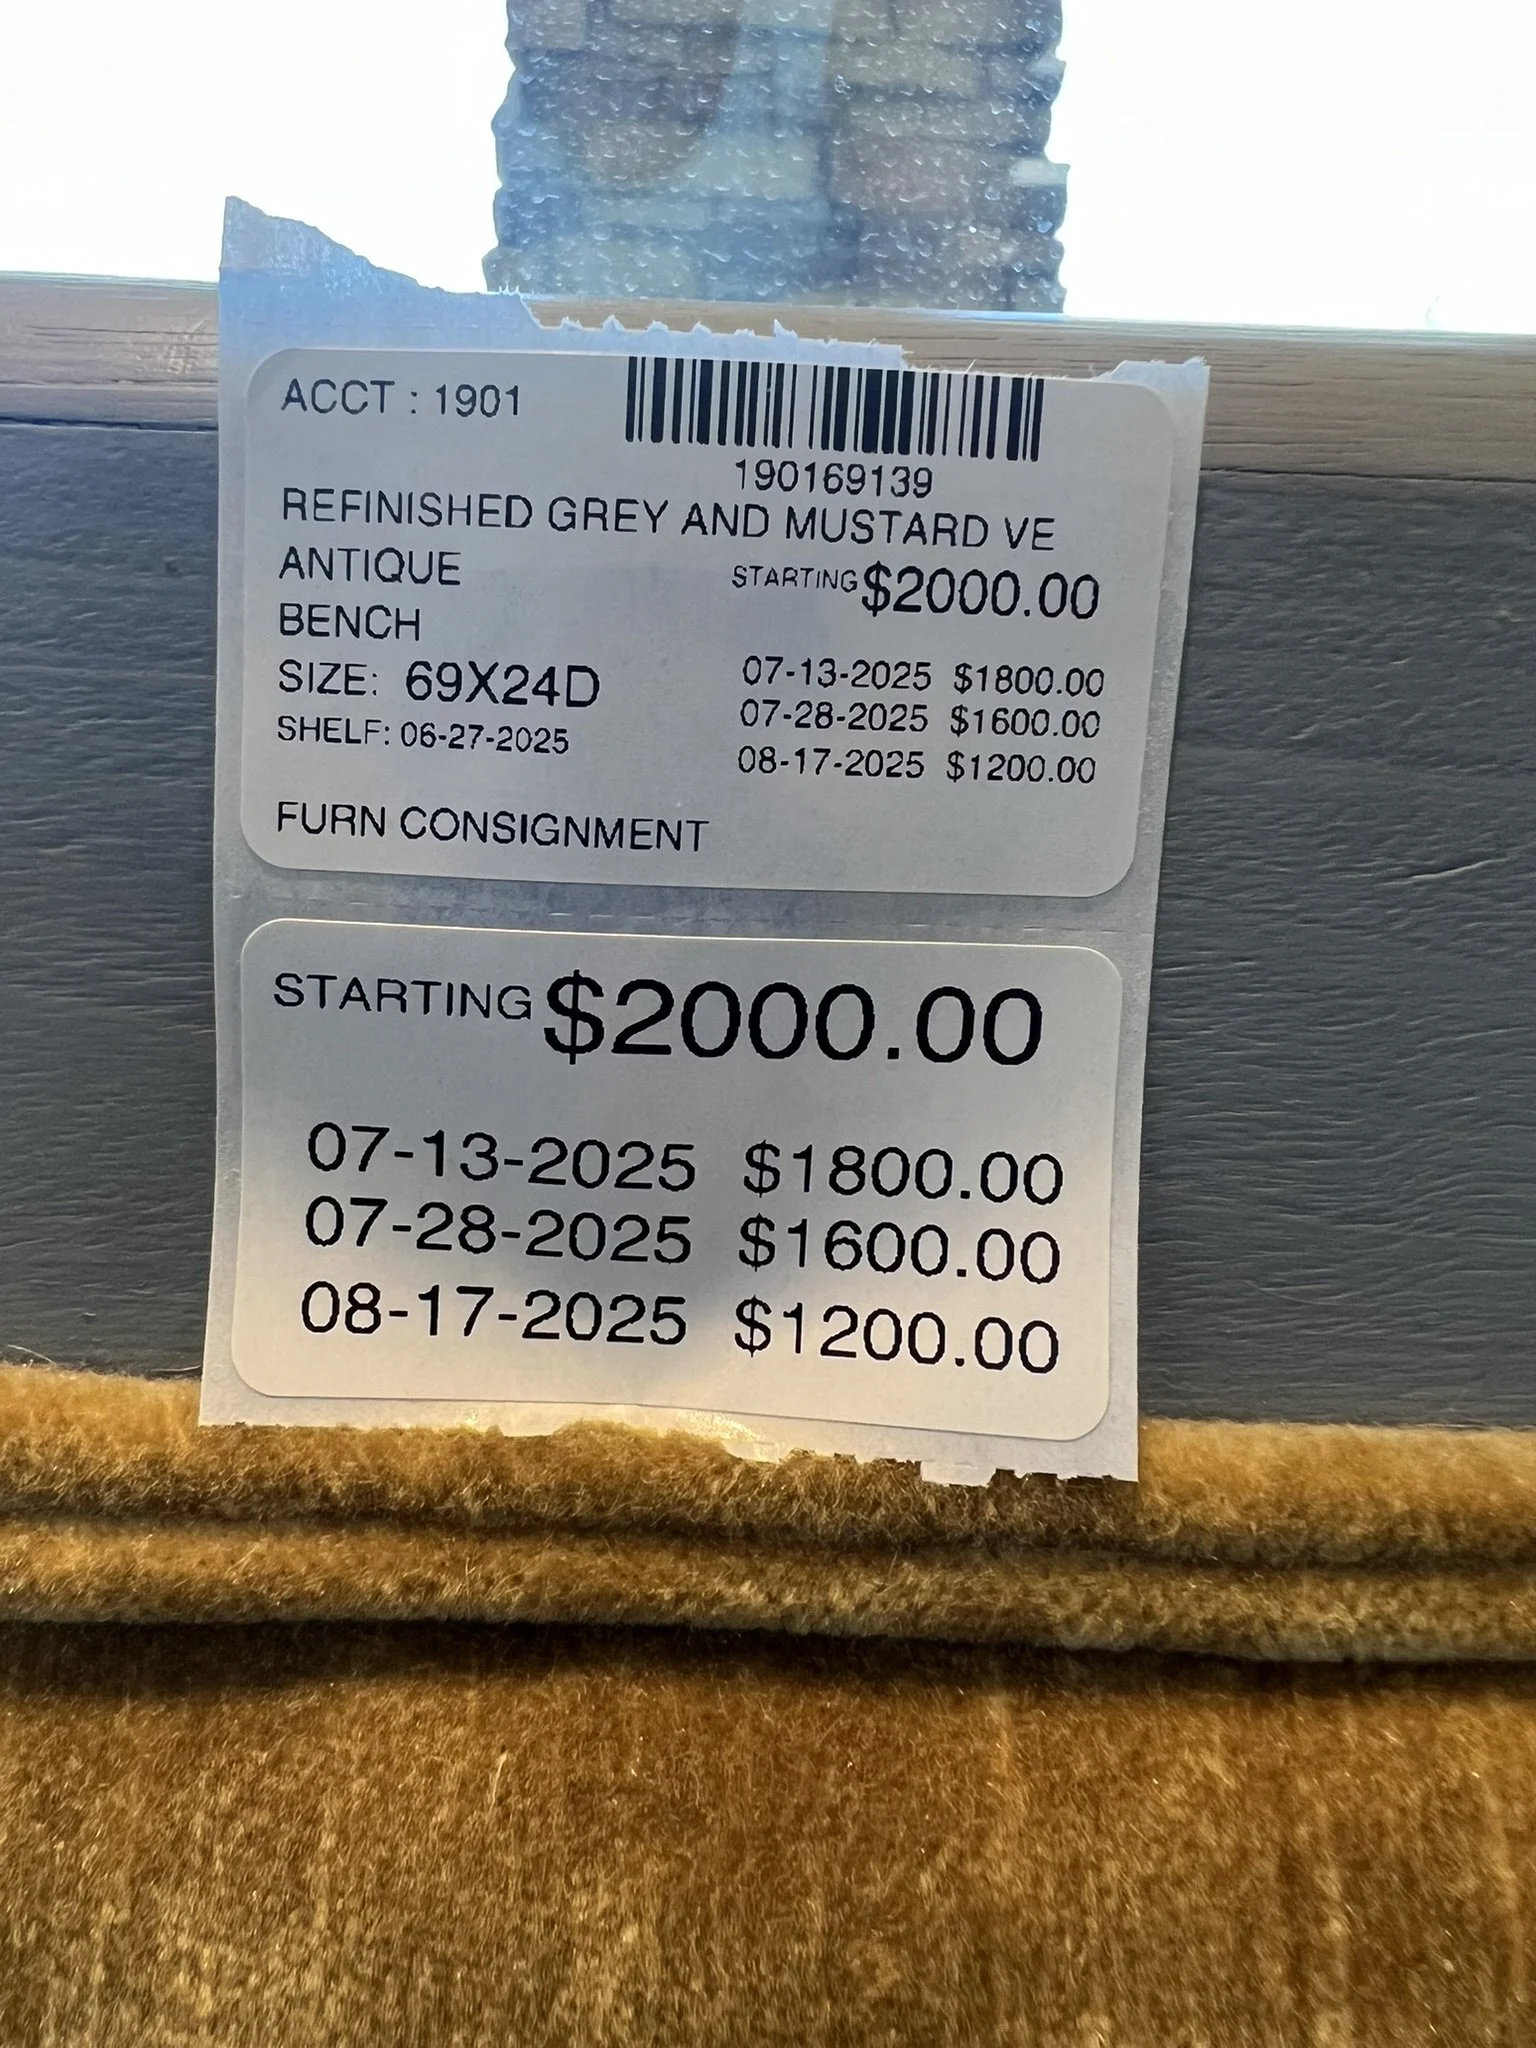 ACCT : 1901
190169139
REFINISHED GREY AND MUSTARD VE
ANTIQUE
STARTING $2000.00
BENCH
SIZE: 69X24D
07-13-2025 $1800.00
07-28-2025 $1600.00
SHELF: 06-27-2025
08-17-2025 $1200.00
FURN CONSIGNMENT
STARTING $2000.00
07-13-2025 $1800.00
07-28-2025 $1600.00
08-17-2025 $1200.00